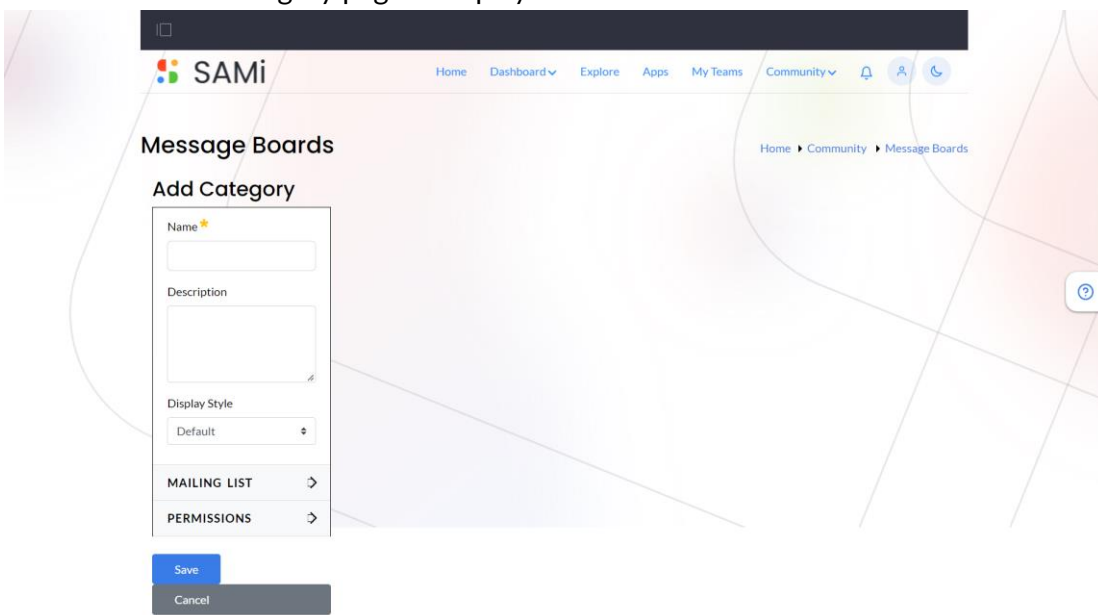 SAMi
Home Dashboard Explore Apps My Teams Community
Message Boards
Home Community Message Boards
Add Category
Name *
Description
Display Style
Default
MAILING LIST
PERMISSIONS
Save
Cancel